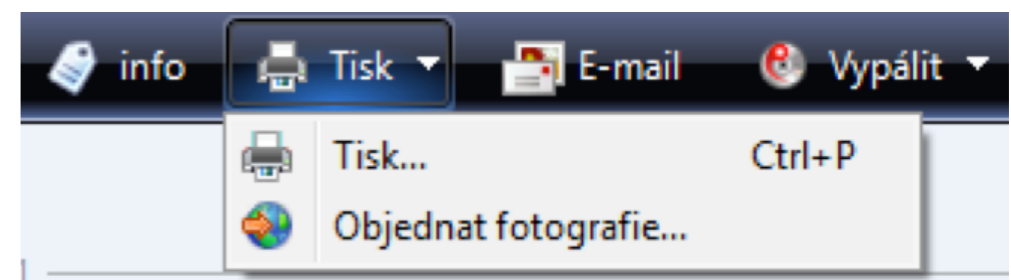 info Tisk E-mail Vypálit
Tisk... Ctrl+P
Objednat fotografie...